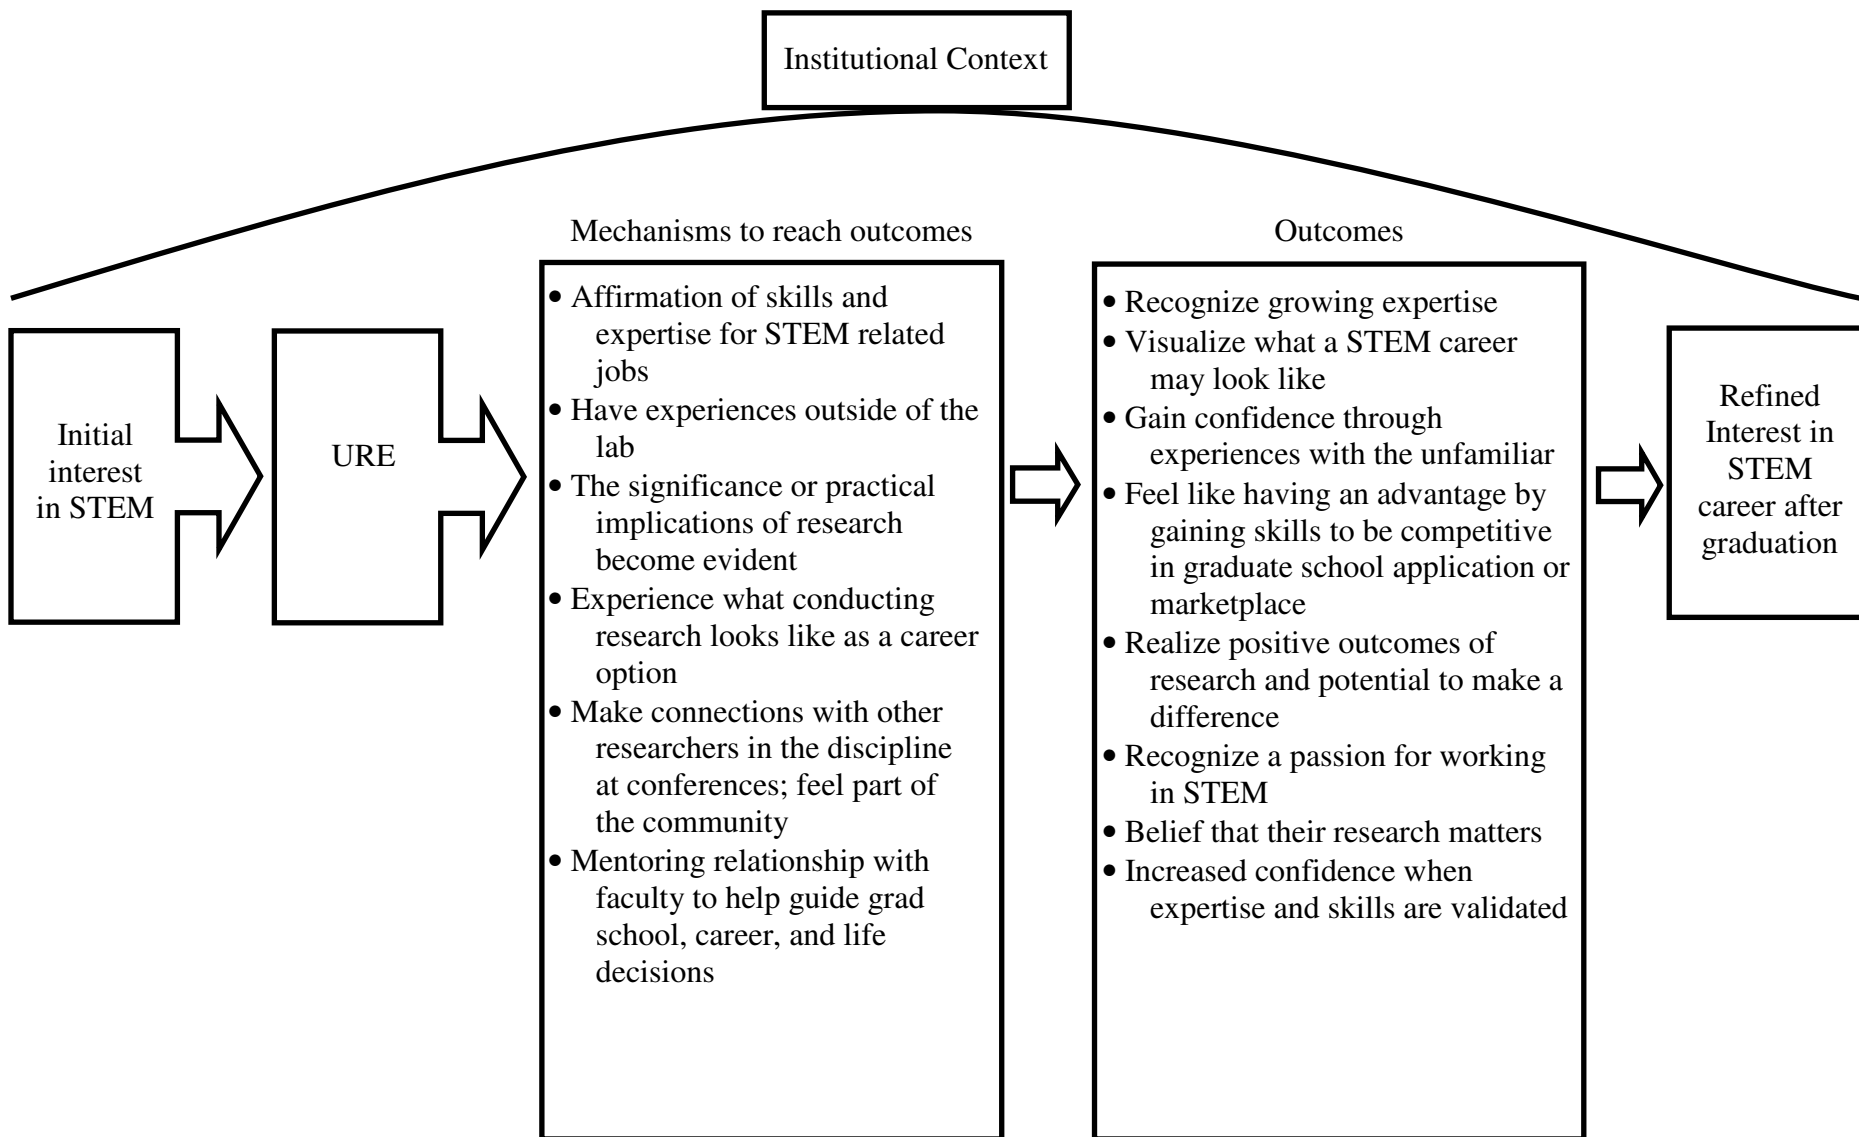 Institutional Context
Mechanisms to reach outcomes
Outcomes
Initial
interest
in STEM
URE
• Affirmation of skills and
expertise for STEM related
jobs
• Have experiences outside of the
lab
• The significance or practical
implications of research
become evident
• Experience what conducting
research looks like as a career
option
• Make connections with other
researchers in the discipline
at conferences; feel part of
the community
• Mentoring relationship with
faculty to help guide grad
school, career, and life
decisions
• Recognize growing expertise
• Visualize what a STEM career
may look like
• Gain confidence through
experiences with the unfamiliar
• Feel like having an advantage by
gaining skills to be competitive
in graduate school application or
marketplace
• Realize positive outcomes of
research and potential to make a
difference
• Recognize a passion for working
in STEM
• Belief that their research matters
• Increased confidence when
expertise and skills are validated
Refined
Interest in
STEM
career after
graduation